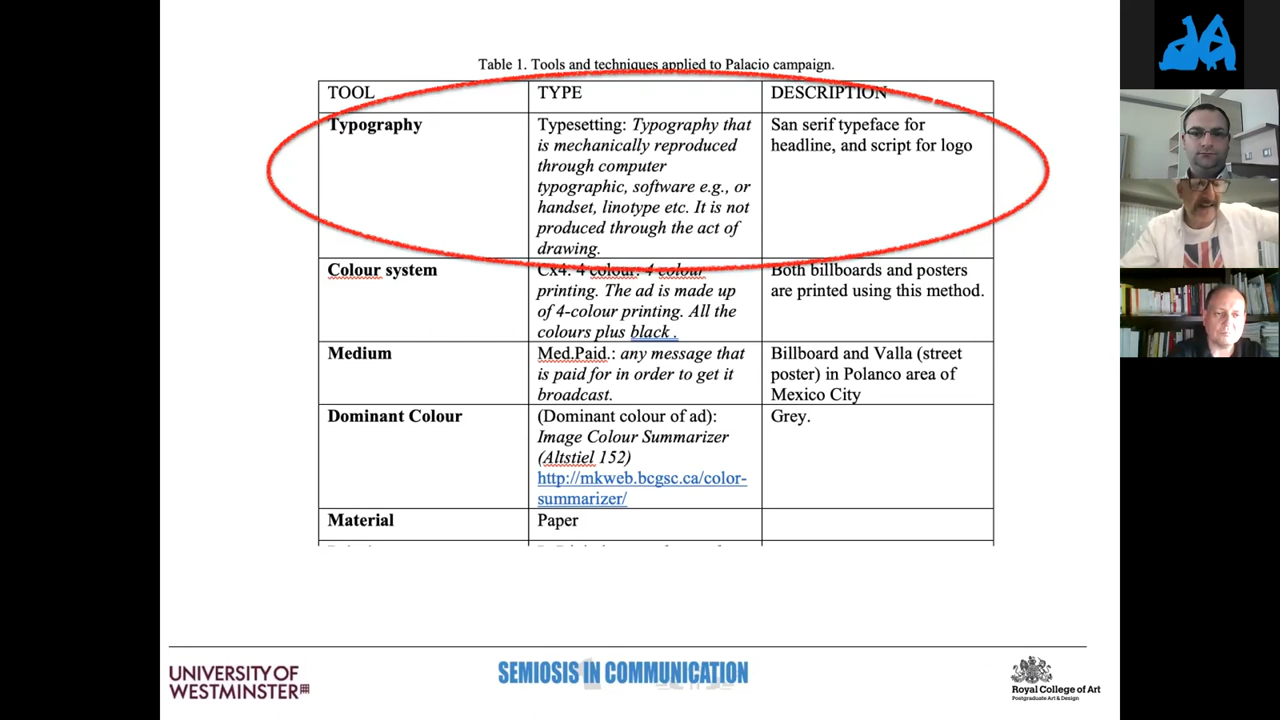 Table 1. Tools and techniques applied to Palacio campaign.
TOOL
TYPE
DESCRIPTION
Typography
Typesetting: Typography that
is mechanically reproduced
through computer
typographic, software e.g., or
handset, linotype etc. It is not
produced through the act of
drawing.
San serif typeface for
headline, and script for logo
Colour system
Cx4: 4 colour: 4 colour
printing. The ad is made up
of 4-colour printing. All the
colours plus black .
Both billboards and posters
are printed using this method.
Medium
Med.Paid.: any message that
is paid for in order to get it
broadcast.
Billboard and Valla (street
poster) in Polanco area of
Mexico City
Dominant Colour
(Dominant colour of ad):
Image Colour Summarizer
(Altstiel 152)
http://mkweb.bcgsc.ca/color-
summarizer/
Grey.
Material
Paper
UNIVERSITY OF
WESTMINSTER
SEMIOSIS IN COMMUNICATION
Royal College of Art
Postgraduate Art & Design